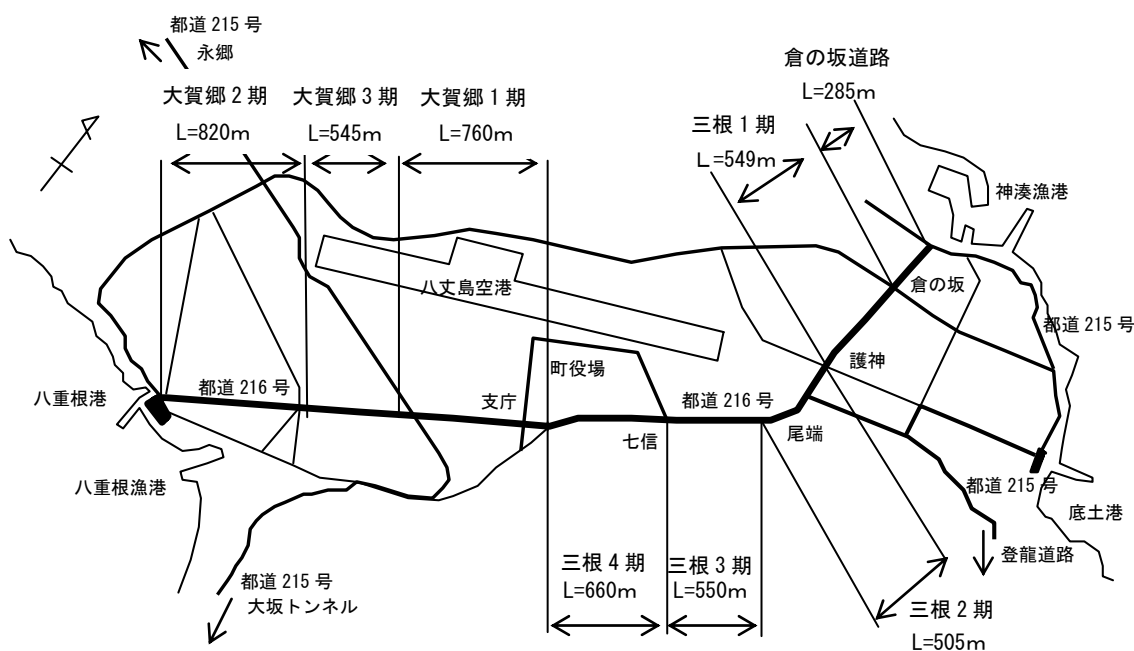 都道 215 号
永郷
倉の坂道路
L=285m
大賀郷 2 期
L=820m
大賀郷 3 期
L=545m
大賀郷 1 期
L=760m
三根 1 期
L=549m
神湊漁港
八丈島空港
倉の坂
都道 215 号
護神
町役場
八重根港
都道 216 号
支庁
都道 216 号
七信
尾端
八重根漁港
都道 215 号
底土港
登龍道路
三根 4 期
L=660m
三根 3 期
L=550m
都道 215 号
大坂トンネル
三根 2 期
L=505m